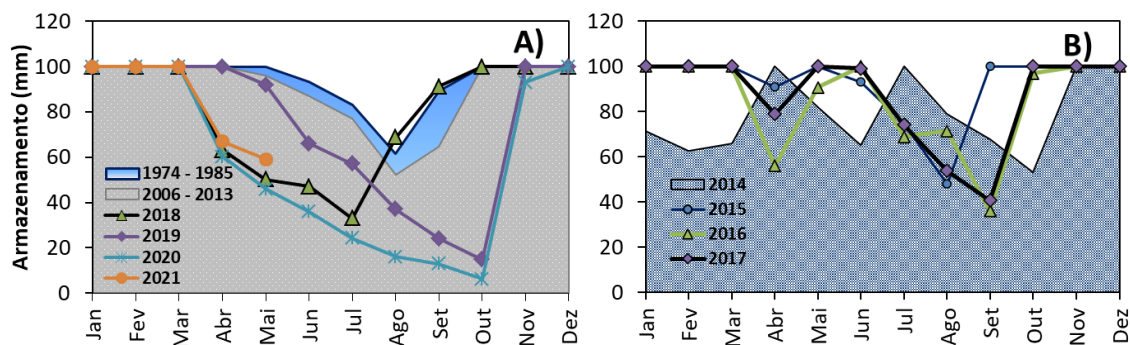 Armazenamento (mm)
120
100
80
60
40
20
0
A)
1974 - 1985
2006 - 2013
2018
2019
2020
2021
Jan
Fev
Mar
Abr
Mai
Jun
Jul
Ago
Set
Out
Nov
Dez
120
100
80
60
40
20
0
B)
2014
2015
2016
2017
Jan
Fev
Mar
Abr
Mai
Jun
Jul
Ago
Set
Out
Nov
Dez